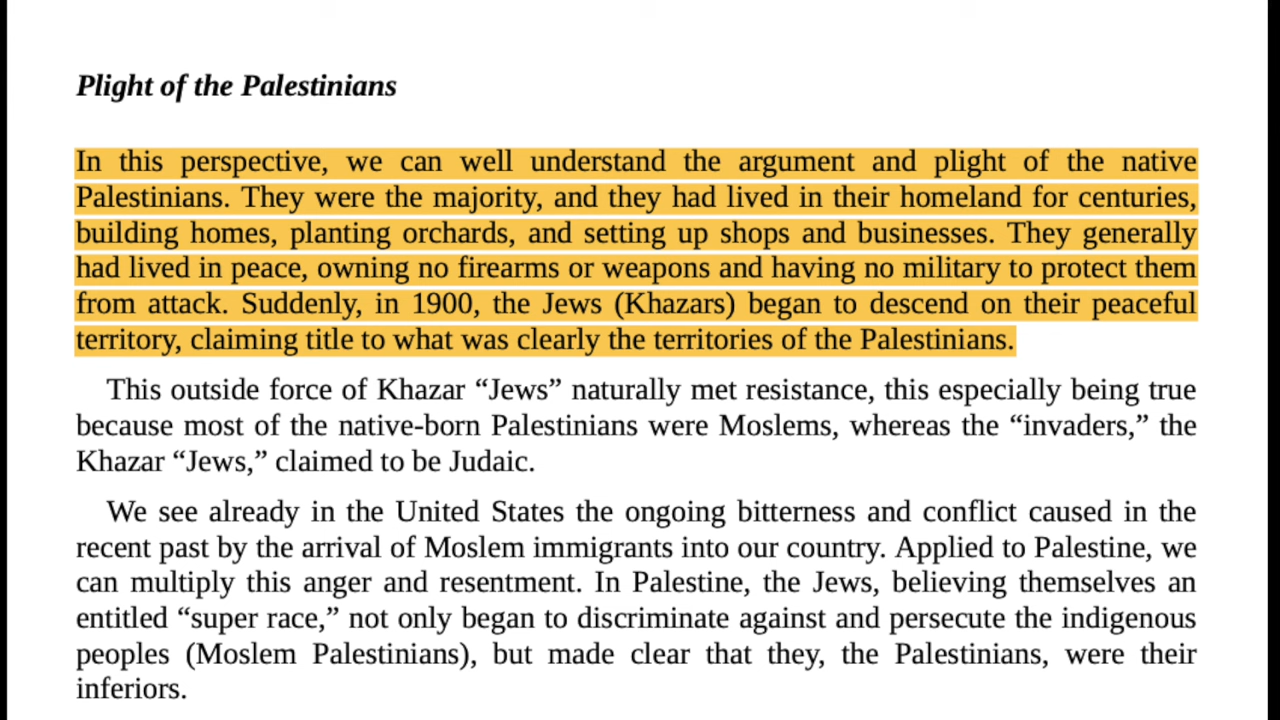 Plight of the Palestinians
In this perspective, we can well understand the argument and plight of the native
Palestinians. They were the majority, and they had lived in their homeland for centuries,
building homes, planting orchards, and setting up shops and businesses. They generally
had lived in peace, owning no firearms or weapons and having no military to protect them
from attack. Suddenly, in 1900, the Jews (Khazars) began to descend on their peaceful
territory, claiming title to what was clearly the territories of the Palestinians.
This outside force of Khazar “Jews” naturally met resistance, this especially being true
because most of the native-born Palestinians were Moslems, whereas the “invaders,” the
Khazar “Jews,” claimed to be Judaic.
We see already in the United States the ongoing bitterness and conflict caused in the
recent past by the arrival of Moslem immigrants into our country. Applied to Palestine, we
can multiply this anger and resentment. In Palestine, the Jews, believing themselves an
entitled “super race,” not only began to discriminate against and persecute the indigenous
peoples (Moslem Palestinians), but made clear that they, the Palestinians, were their
inferiors.